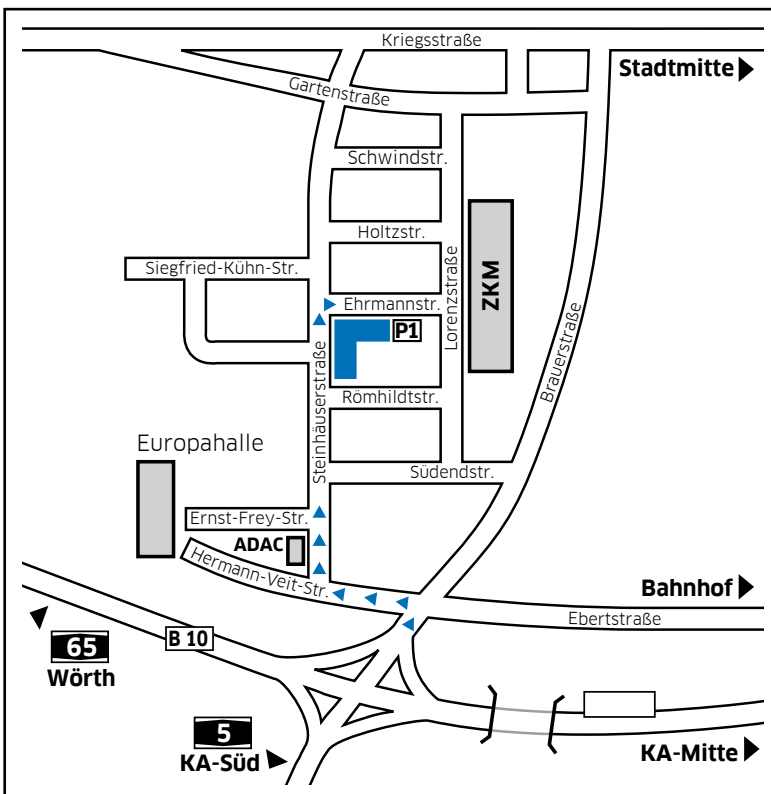 Kriegsstraße
Stadtmitte
Gartenstraße
Schwindstr.
Holtzstr.
Siegfried-Kühn-Str.
Ehrmannstr.
P1
Lorenzstraße
ZKM
Brauerstraße
Steinhäuserstraße
Römhildtstr.
Europahalle
Südendstr.
Ernst-Frey-Str.
ADAC
Hermann-Veit-Str.
Bahnhof
Ebertstraße
B 10
65
Wörth
5
KA-Süd
KA-Mitte